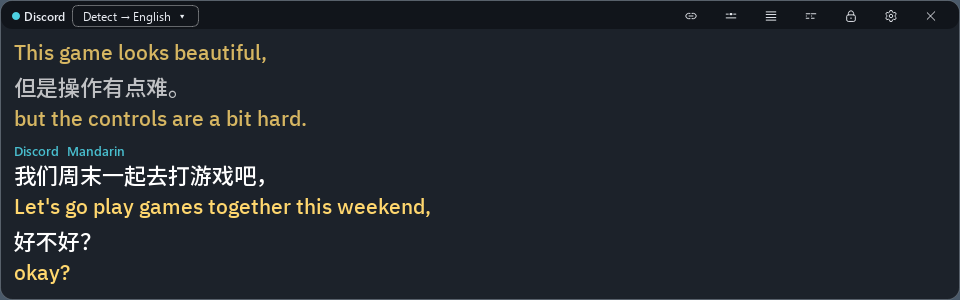 Discord Detect → English ▾
This game looks beautiful,
但是操作有点难。
but the controls are a bit hard.
Discord Mandarin
我们周末一起去打游戏吧，
Let's go play games together this weekend,
好不好？
okay?